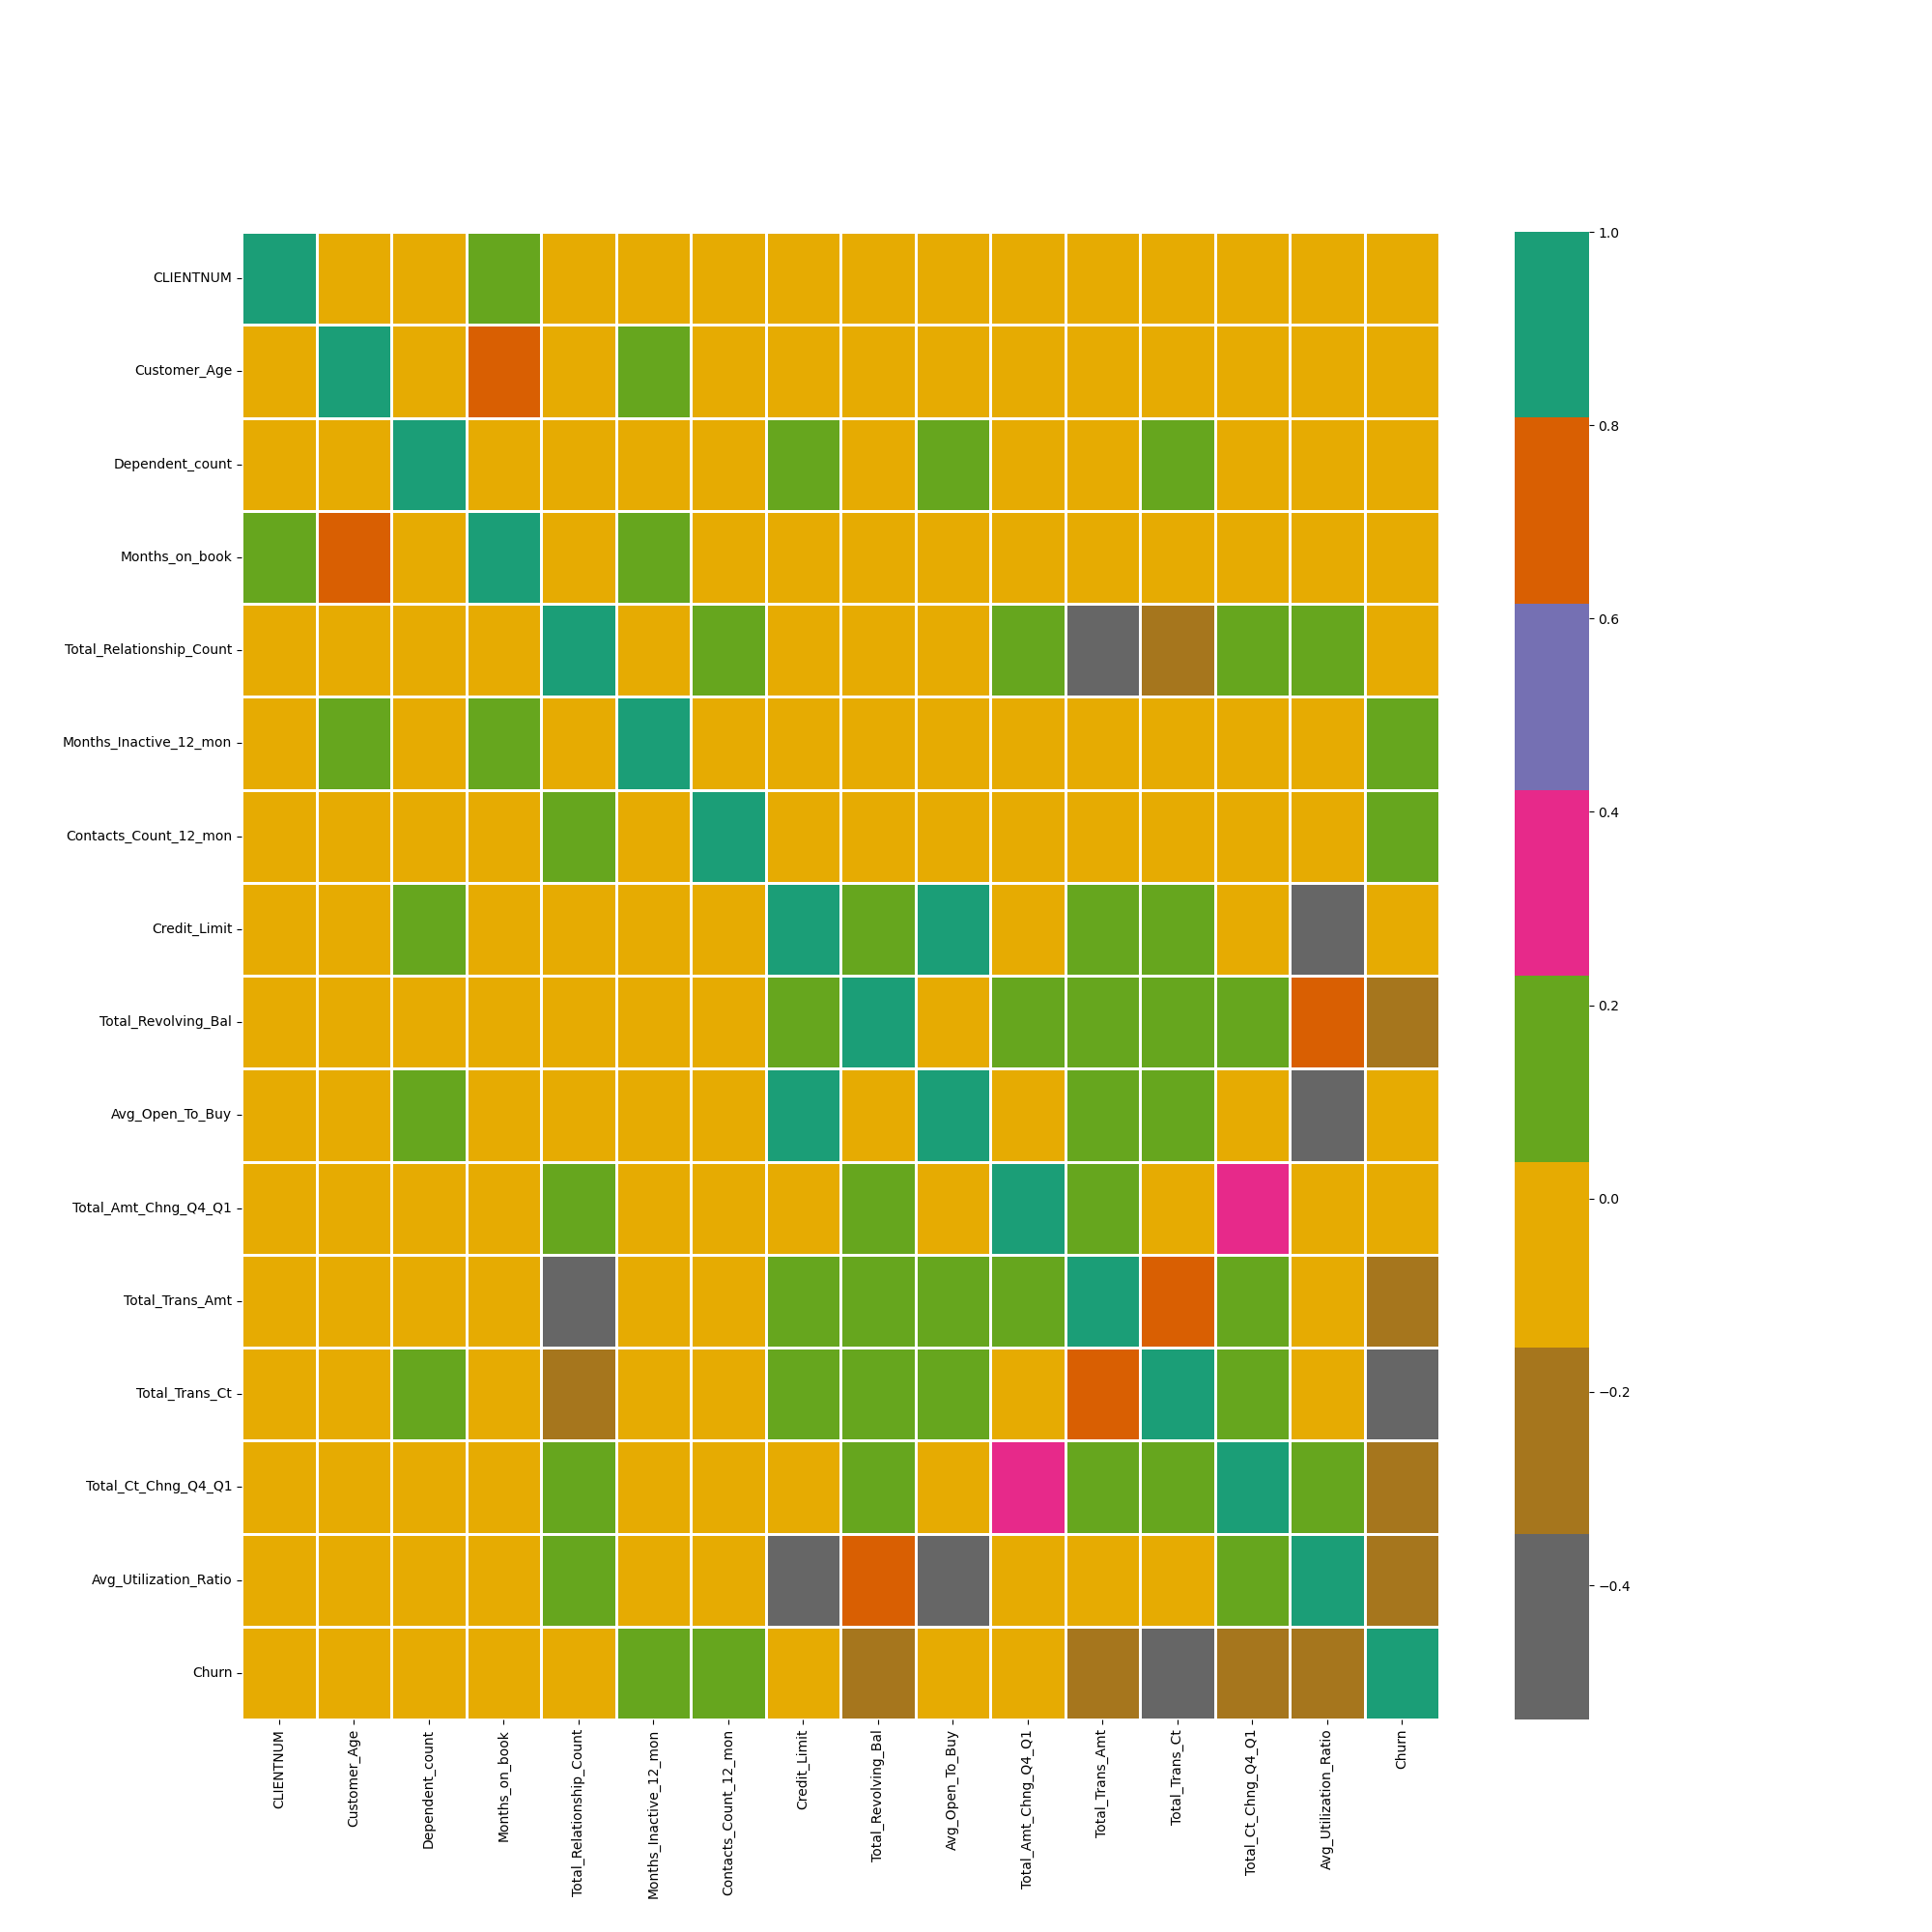 CLIENTNUM
Customer_Age
Dependent_count
Months_on_book
Total_Relationship_Count
Months_Inactive_12_mon
Contacts_Count_12_mon
Credit_Limit
Total_Revolving_Bal
Avg_Open_To_Buy
Total_Amt_Chng_Q4_Q1
Total_Trans_Amt
Total_Trans_Ct
Total_Ct_Chng_Q4_Q1
Avg_Utilization_Ratio
Churn
CLIENTNUM
Customer_Age
Dependent_count
Months_on_book
Total_Relationship_Count
Months_Inactive_12_mon
Contacts_Count_12_mon
Credit_Limit
Total_Revolving_Bal
Avg_Open_To_Buy
Total_Amt_Chng_Q4_Q1
Total_Trans_Amt
Total_Trans_Ct
Total_Ct_Chng_Q4_Q1
Avg_Utilization_Ratio
Churn
1.0
0.8
0.6
0.4
0.2
0.0
−0.2
−0.4